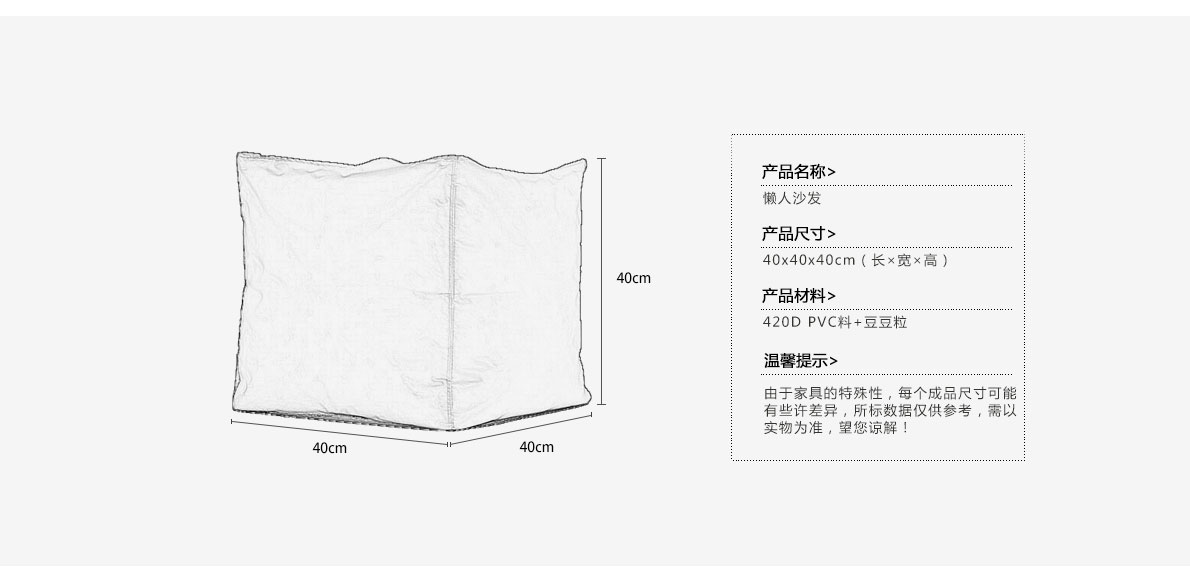 40cm
40cm
40cm
产品名称>
懒人沙发
产品尺寸>
40x40x40cm（长×宽×高）
产品材料>
420D PVC料+豆豆粒
温馨提示>
由于家具的特殊性，每个成品尺寸可能
有些许差异，所标数据仅供参考，需以
实物为准，望您谅解！